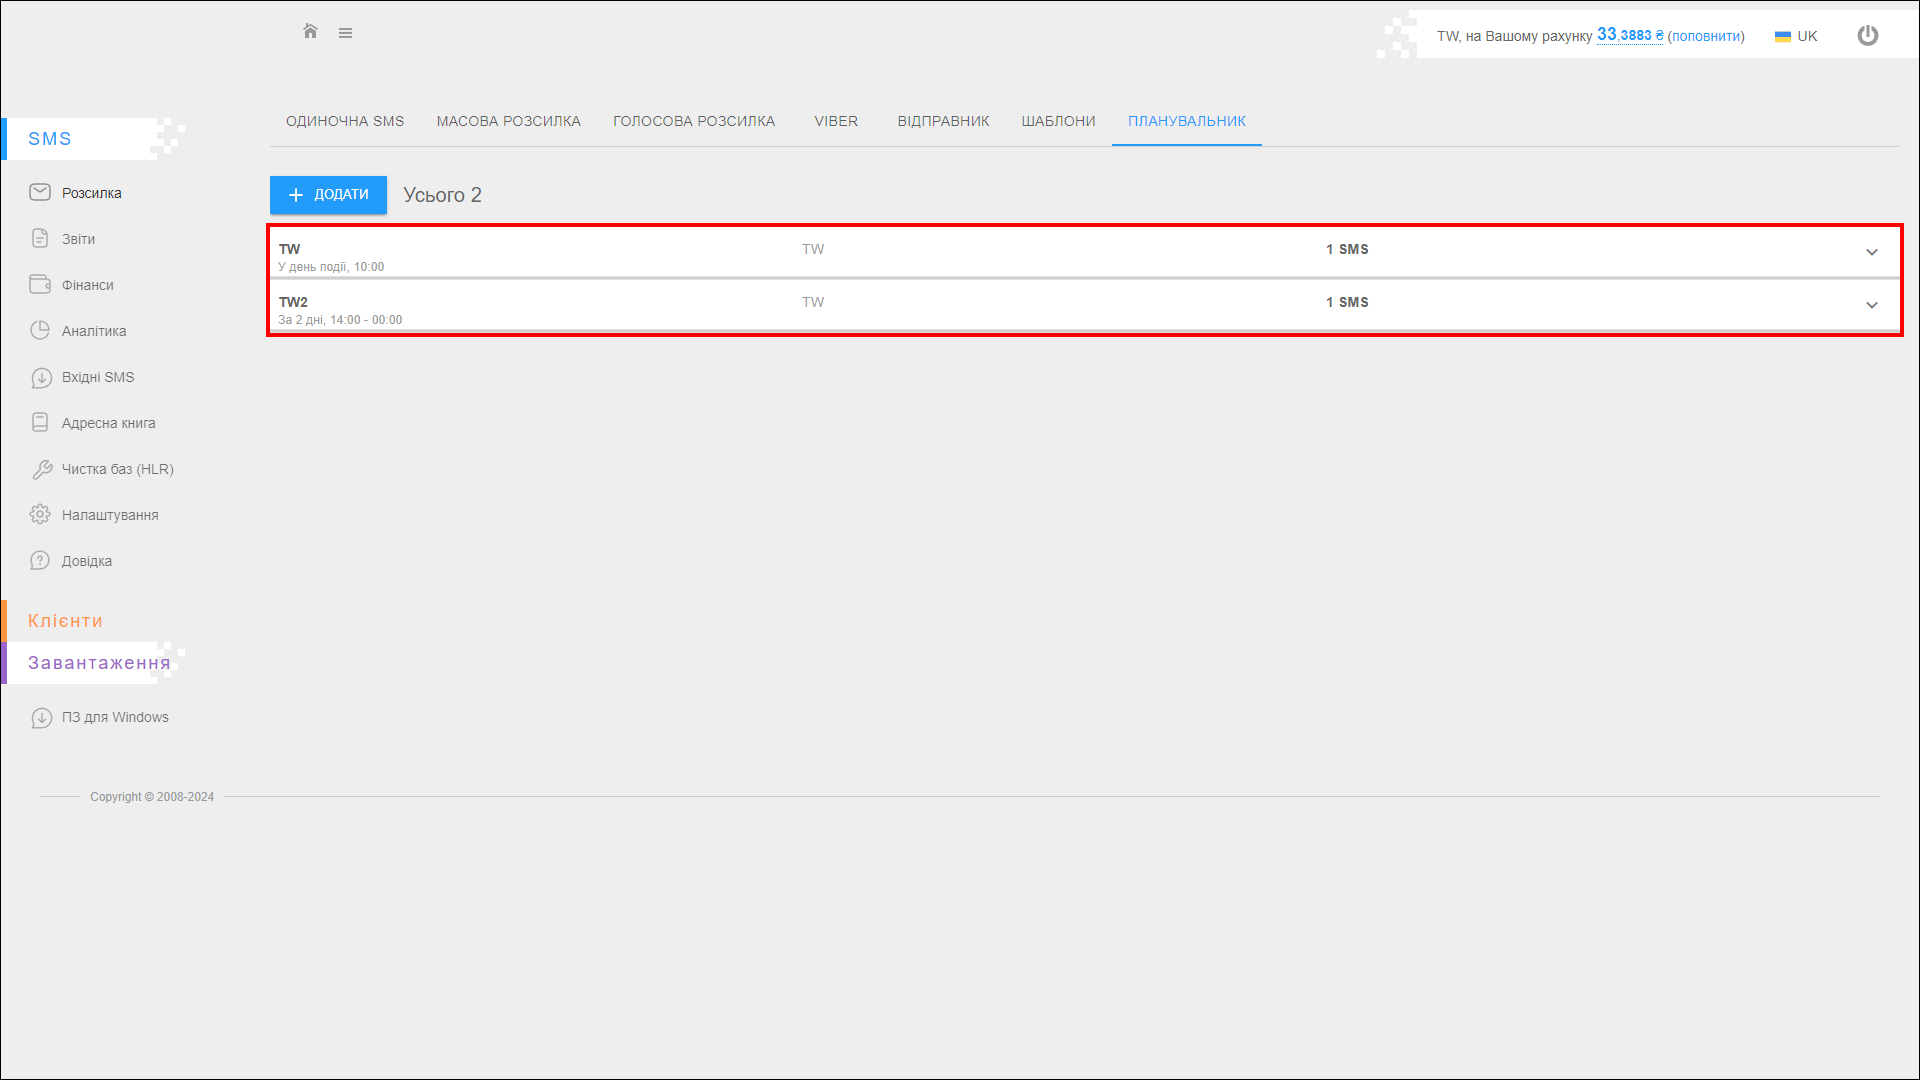 TW, на Вашому рахунку 33,3883 ₴ (поповнити) UK
SMS
Розсилка
Звіти
Фінанси
Аналітика
Вхідні SMS
Адресна книга
Чистка баз (HLR)
Налаштування
Довідка
Клієнти
Завантаження
ПЗ для Windows
ОДИНОЧНА SMS МАСОВА РОЗСИЛКА ГОЛОСОВА РОЗСИЛКА VIBER ВІДПРАВНИК ШАБЛОНИ ПЛАНУВАЛЬНИК
ДОДАТИ Усього 2
TW TW 1 SMS
У день події, 10:00
TW2 TW 1 SMS
За 2 дні, 14:00 - 00:00
Copyright © 2008-2024